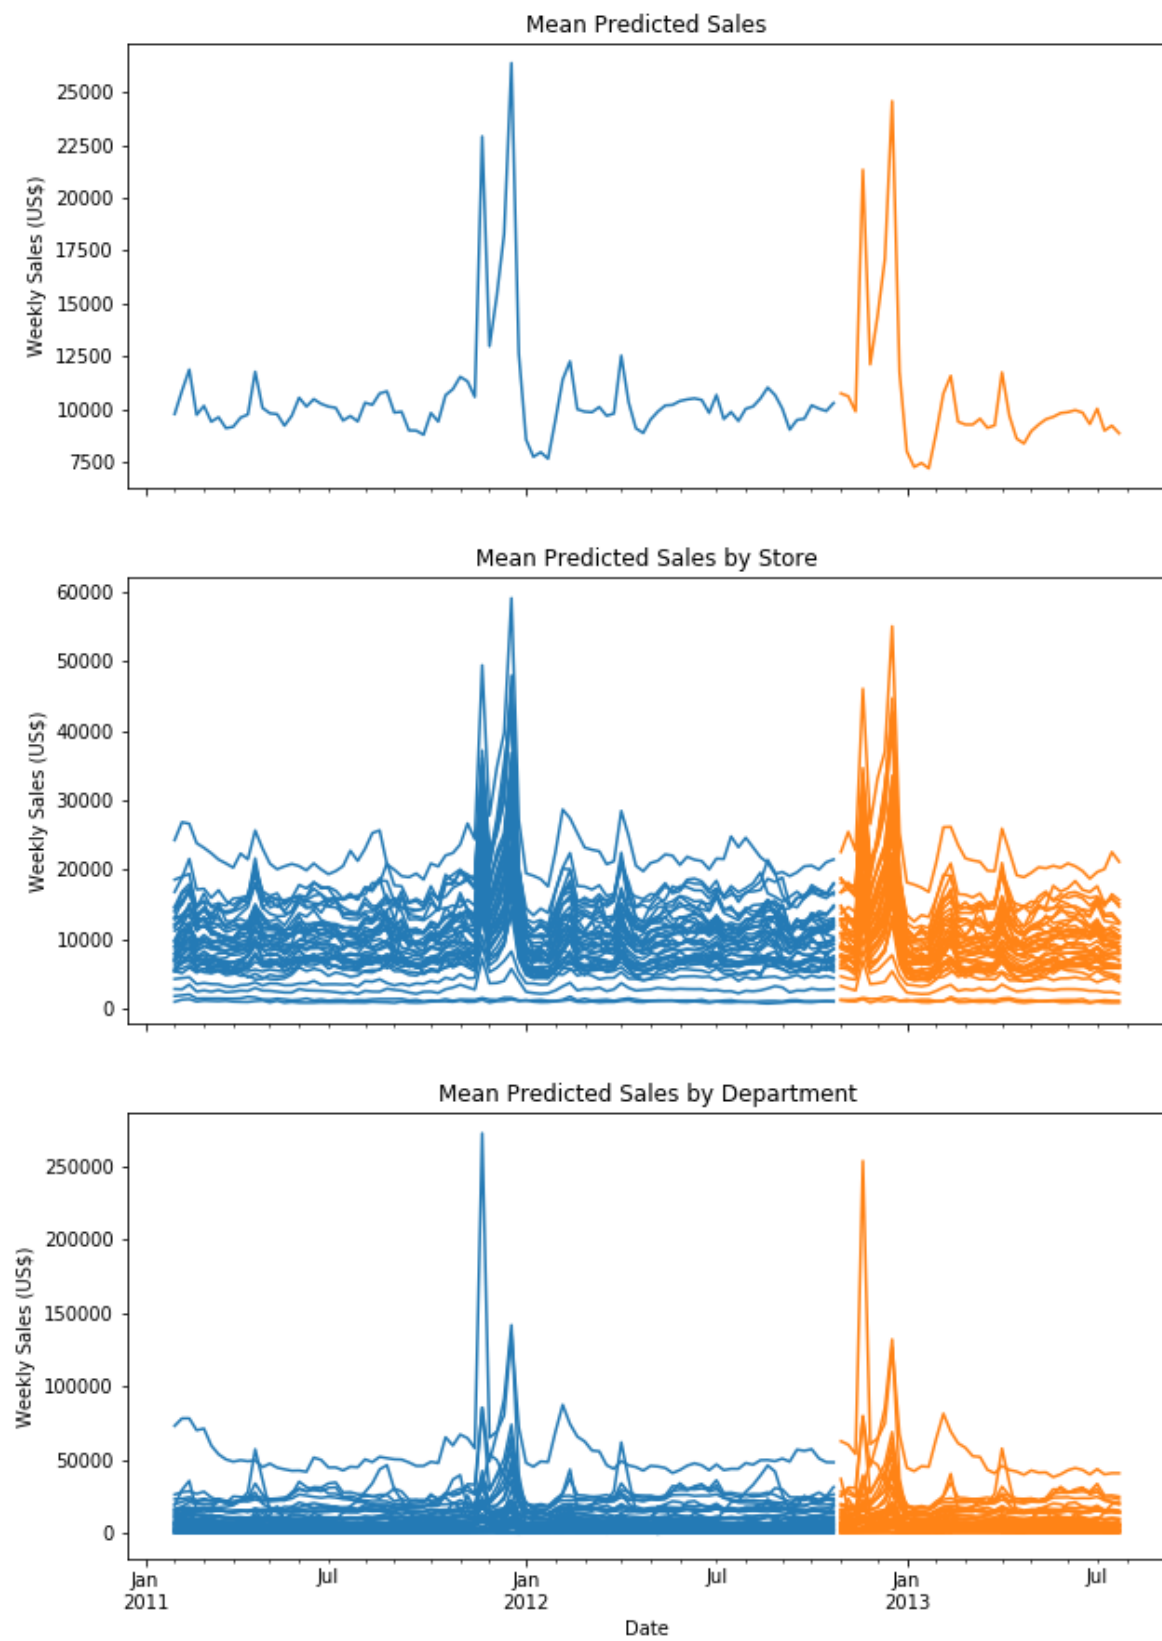 Mean Predicted Sales
25000
22500
20000
17500
15000
12500
10000
7500
Weekly Sales (US$)
Mean Predicted Sales by Store
60000
50000
40000
30000
20000
10000
0
Weekly Sales (US$)
Mean Predicted Sales by Department
250000
200000
150000
100000
50000
0
Weekly Sales (US$)
Jan Jul Jan Jul Jan Jul
2011 2012 2013
Date